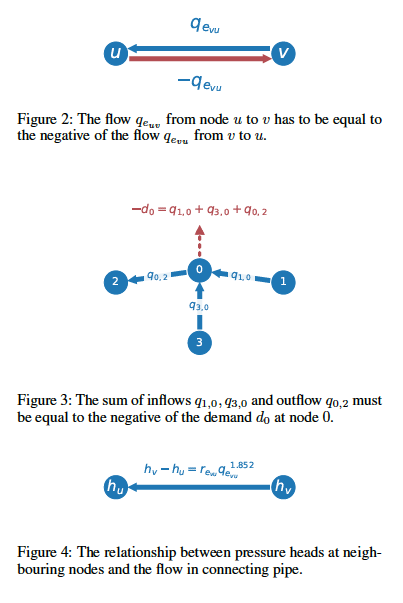 q_{e_{vu}}
u v
−q_{e_{vu}}
Figure 2: The flow q_{e_{uv}} from node u to v has to be equal to
the negative of the flow q_{e_{vu}} from v to u.
−d_0 = q_{1,0} + q_{3,0} + q_{0,2}
2 q_{0,2} 0 q_{1,0} 1
q_{3,0}
3
Figure 3: The sum of inflows q_{1,0}, q_{3,0} and outflow q_{0,2} must
be equal to the negative of the demand d_0 at node 0.
h_v − h_u = r_{e_{vu}} q_{e_{vu}}^{1.852}
h_u h_v
Figure 4: The relationship between pressure heads at neigh-
bouring nodes and the flow in connecting pipe.